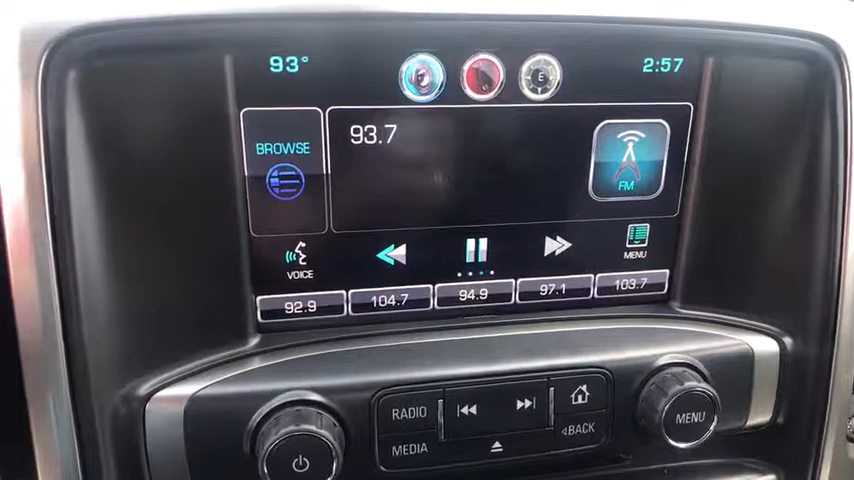 93°
E
2:57
BROWSE
93.7
FM
VOICE
MENU
92.9
104.7
94.9
97.1
103.7
RADIO
MEDIA
BACK
MENU